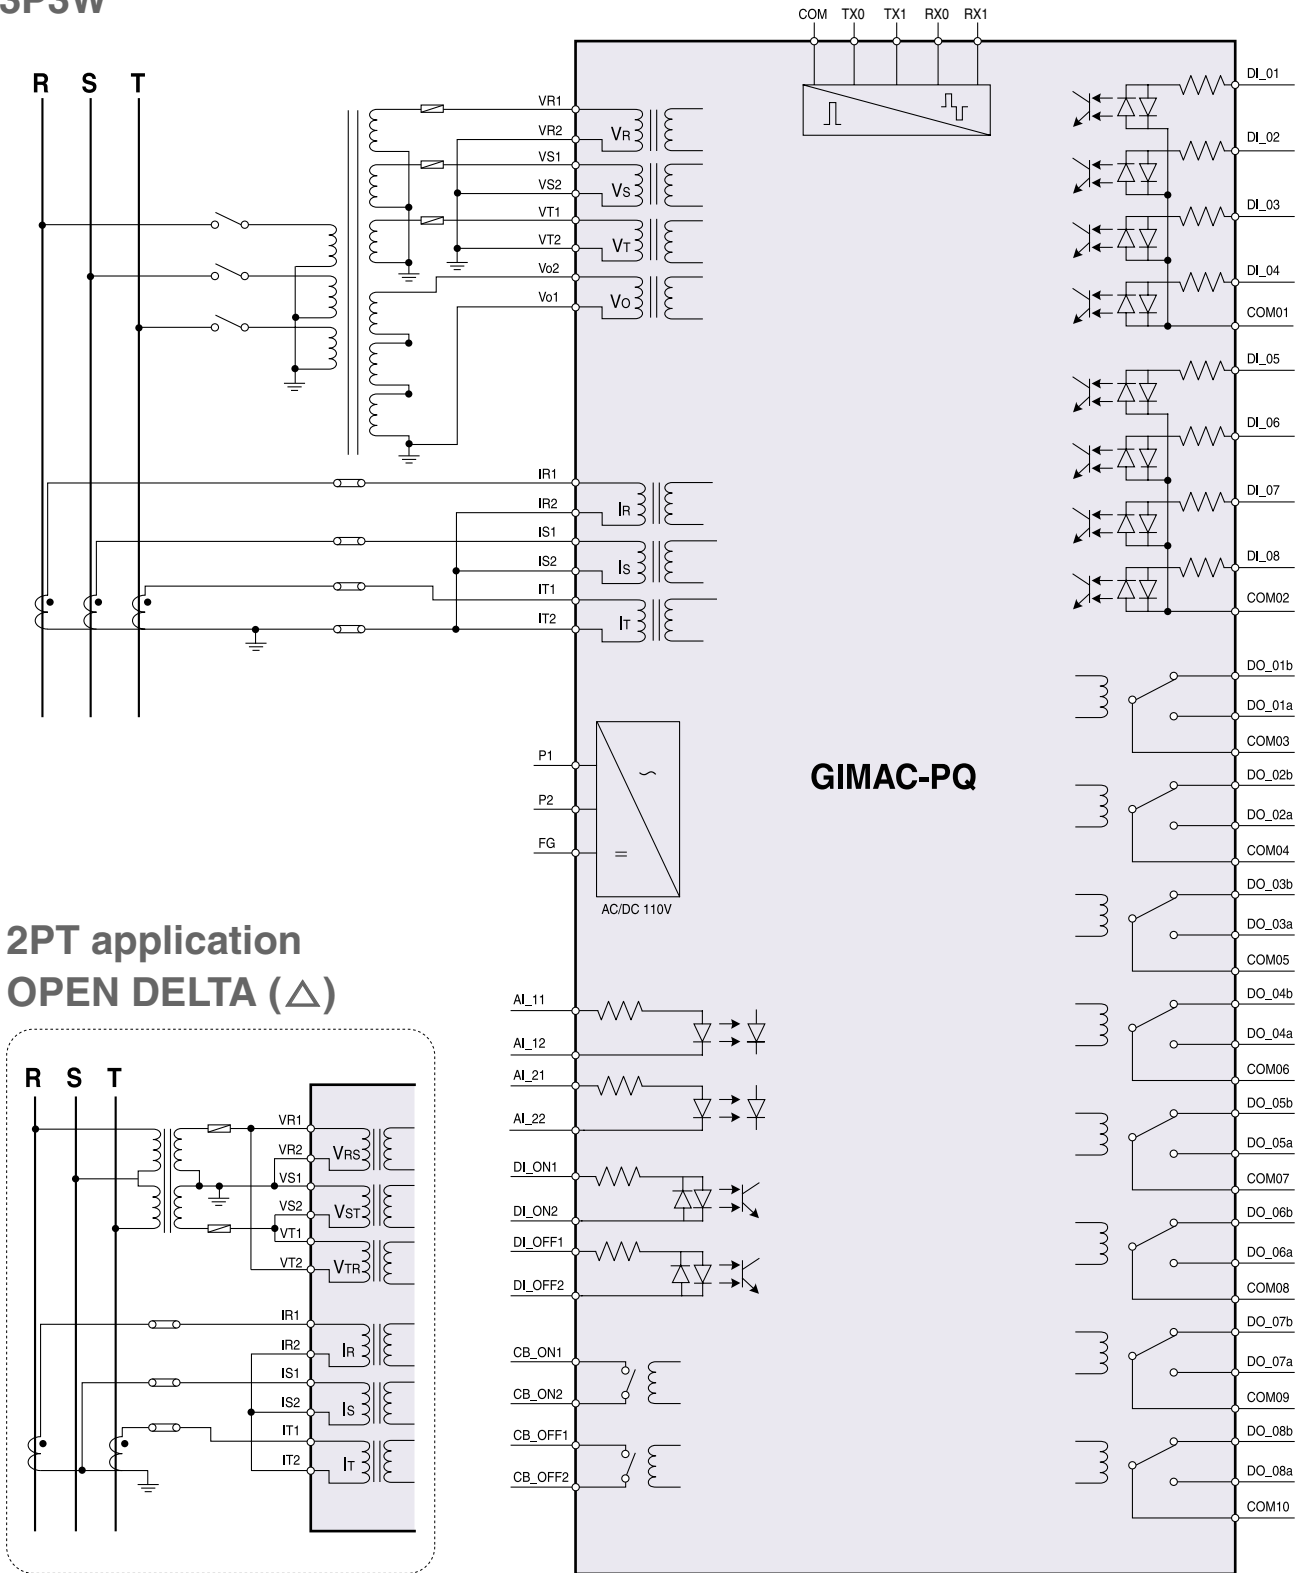 3P3W
COM TX0 TX1 RX0 RX1
R S T
VR1
VR2
VS1
VS2
VT1
VT2
Vo2
Vo1
VR
VS
VT
VO
IR1
IR2
IS1
IS2
IT1
IT2
IR
IS
IT
P1
P2
FG
AC/DC 110V
GIMAC-PQ
AI_11
AI_12
AI_21
AI_22
DI_ON1
DI_ON2
DI_OFF1
DI_OFF2
CB_ON1
CB_ON2
CB_OFF1
CB_OFF2
DI_01
DI_02
DI_03
DI_04
COM01
DI_05
DI_06
DI_07
DI_08
COM02
DO_01b
DO_01a
COM03
DO_02b
DO_02a
COM04
DO_03b
DO_03a
COM05
DO_04b
DO_04a
COM06
DO_05b
DO_05a
COM07
DO_06b
DO_06a
COM08
DO_07b
DO_07a
COM09
DO_08b
DO_08a
COM10
2PT application
OPEN DELTA (△)
R S T
VR1
VR2
VS1
VS2
VT1
VT2
VRS
VST
VTR
IR1
IR2
IS1
IS2
IT1
IT2
IR
IS
IT